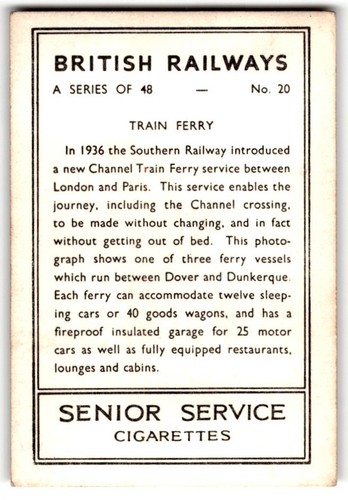 BRITISH RAILWAYS
A SERIES OF 48 — No. 20
TRAIN FERRY
In 1936 the Southern Railway introduced
a new Channel Train Ferry service between
London and Paris. This service enables the
journey, including the Channel crossing,
to be made without changing, and in fact
without getting out of bed. This photo-
graph shows one of three ferry vessels
which run between Dover and Dunkerque.
Each ferry can accommodate twelve sleep-
ing cars or 40 goods wagons, and has a
fireproof insulated garage for 25 motor
cars as well as fully equipped restaurants,
lounges and cabins.
SENIOR SERVICE
CIGARETTES